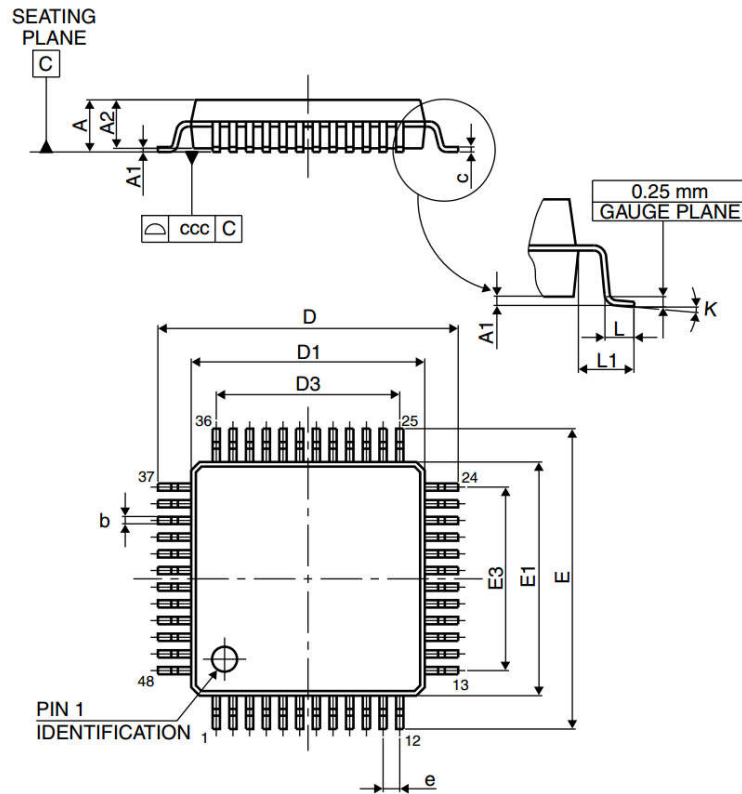 SEATING
PLANE
C
A
A2
A1
c
ccc C
0.25 mm
GAUGE PLANE
A1
K
L
L1
D
D1
D3
36
25
37
24
b
E3
E1
E
48
13
PIN 1
IDENTIFICATION
1
12
e